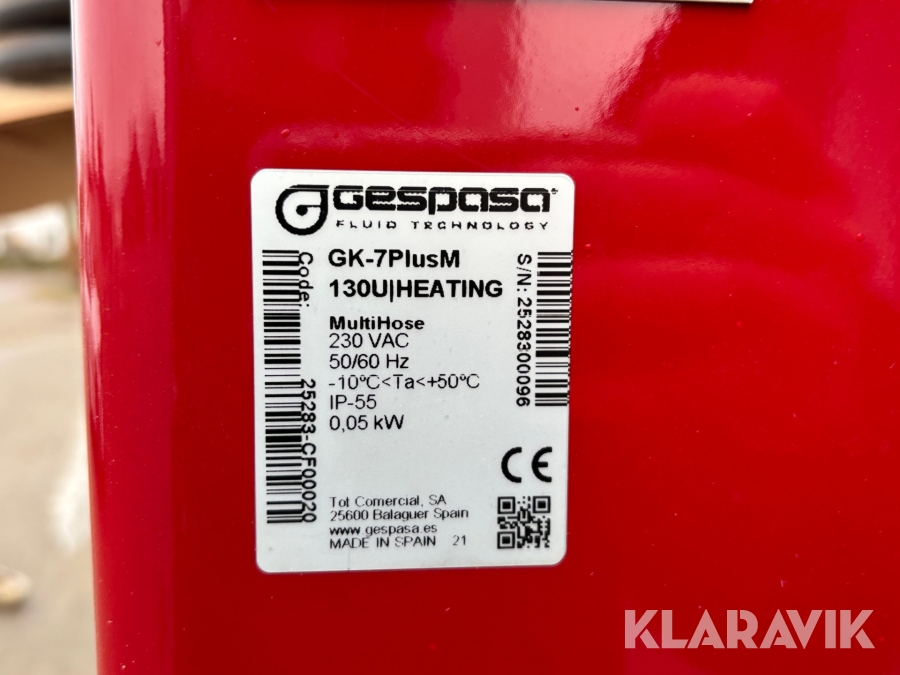 Gespasa
FLUID TECHNOLOGY
GK-7PlusM
130U|HEATING
MultiHose
230 VAC
50/60 Hz
-10ºC<Ta<+50ºC
IP-55
0,05 kW
Code: 25283-CF00020
S/N: 2528300096
CE
Tot Comercial, SA
25600 Balaguer Spain
www.gespasa.es
MADE IN SPAIN 21
KLARAVIK